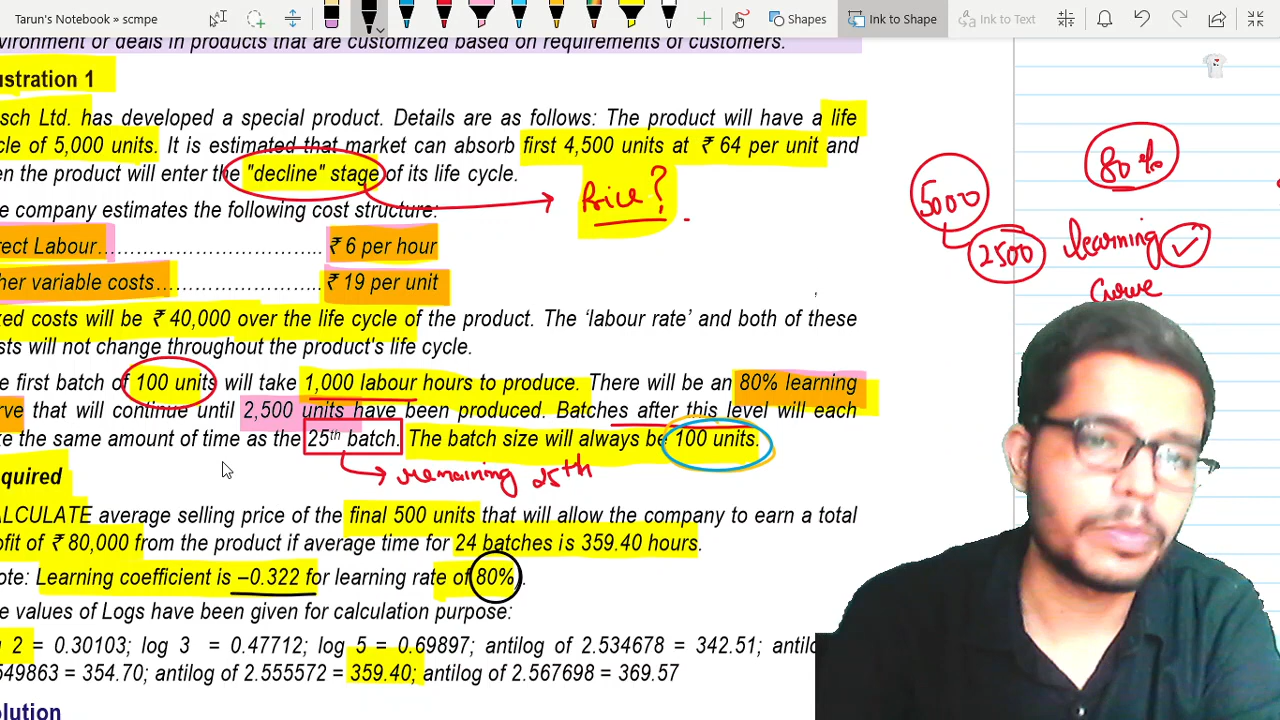 Tarun's Notebook » scmpe
Shapes
Ink to Shape
Ink to Text
vironment or deals in products that are customized based on requirements of customers.
ustration 1
sch Ltd. has developed a special product. Details are as follows: The product will have a life
cle of 5,000 units. It is estimated that market can absorb first 4,500 units at ₹ 64 per unit and
en the product will enter the "decline" stage of its life cycle.
Price?
e company estimates the following cost structure:
rect Labour……………………………….. ₹ 6 per hour
her variable costs…………………….. ₹ 19 per unit
xed costs will be ₹ 40,000 over the life cycle of the product. The 'labour rate' and both of these
sts will not change throughout the product's life cycle.
e first batch of 100 units will take 1,000 labour hours to produce. There will be an 80% learning
rve that will continue until 2,500 units have been produced. Batches after this level will each
ke the same amount of time as the 25th batch. The batch size will always be 100 units.
remaining 25th
quired
ALCULATE average selling price of the final 500 units that will allow the company to earn a total
ofit of ₹ 80,000 from the product if average time for 24 batches is 359.40 hours.
ote: Learning coefficient is –0.322 for learning rate of 80%.
e values of Logs have been given for calculation purpose:
g 2 = 0.30103; log 3 = 0.47712; log 5 = 0.69897; antilog of 2.534678 = 342.51; antilo
549863 = 354.70; antilog of 2.555572 = 359.40; antilog of 2.567698 = 369.57
olution
80%
5000
2500
learning
curve